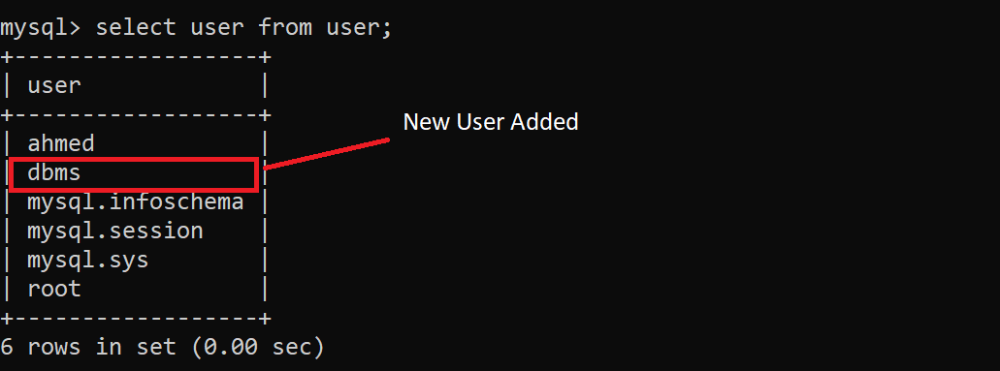 mysql> select user from user;
+------------------+
| user             |
+------------------+
| ahmed            |
| dbms             |
| mysql.infoschema |
| mysql.session    |
| mysql.sys        |
| root             |
+------------------+
6 rows in set (0.00 sec)
New User Added